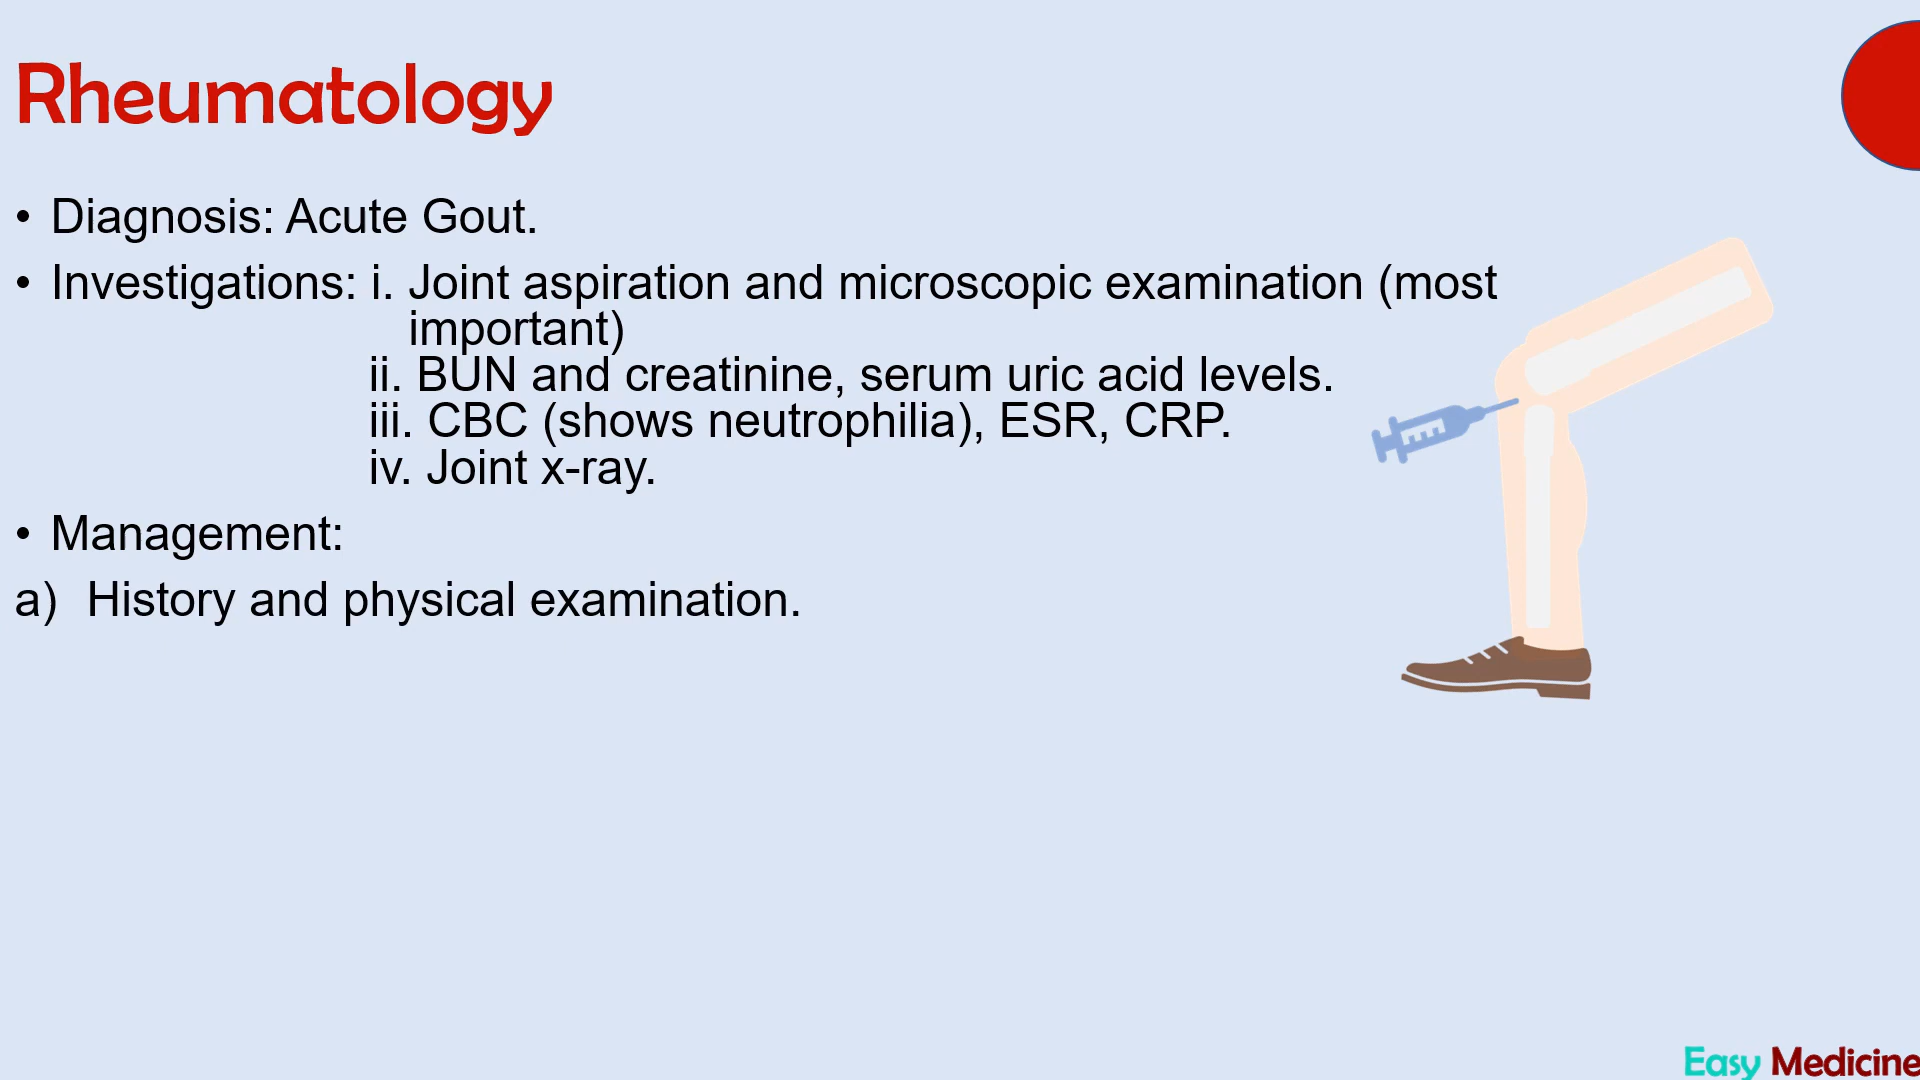 Rheumatology
• Diagnosis: Acute Gout.
• Investigations: i. Joint aspiration and microscopic examination (most
important)
ii. BUN and creatinine, serum uric acid levels.
iii. CBC (shows neutrophilia), ESR, CRP.
iv. Joint x-ray.
• Management:
a) History and physical examination.
Easy Medicine